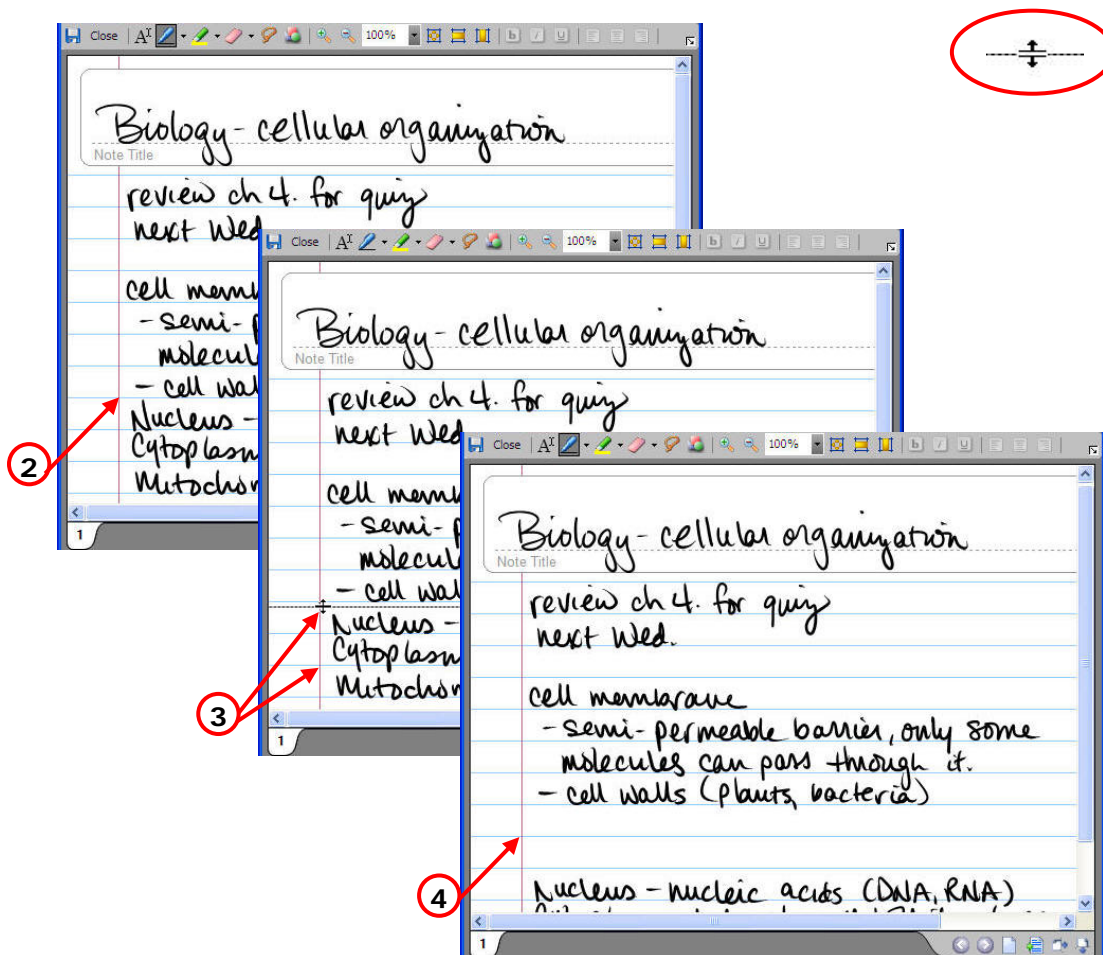 Close
100%
Biology - cellular organization
Note Title
review ch 4. for quiz
next Wed
cell memb
- semi- p
molecul
- cell wal
Nucleus -
Cytoplasm
Mitochon
1
2
Close
100%
b I U
Biology - cellular organization
Note Title
review ch 4. for quiz
next Wed
cell memb
- semi- p
molecul
- cell wal
Nucleus -
Cytoplasm
Mitochon
1
3
Close
100%
b I U
Biology - cellular organization
Note Title
review ch 4. for quiz
next Wed.
cell membrane
- semi-permeable barrier, only some
molecules can pass through it.
- cell walls (plants, bacteria)
Nucleus - nucleic acids (DNA, RNA)
1
4